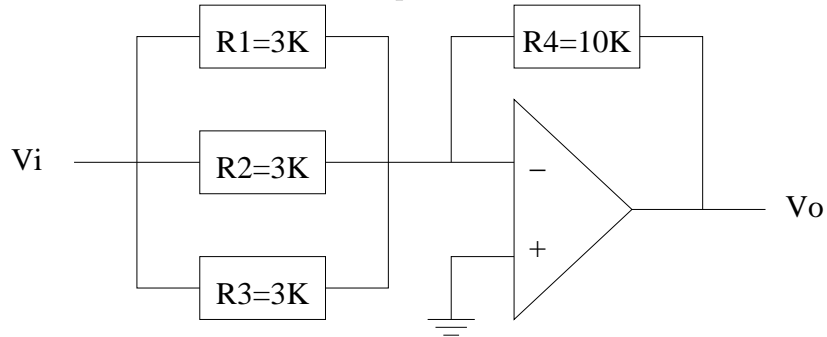 R1=3K
R4=10K
Vi
R2=3K
−
Vo
+
R3=3K